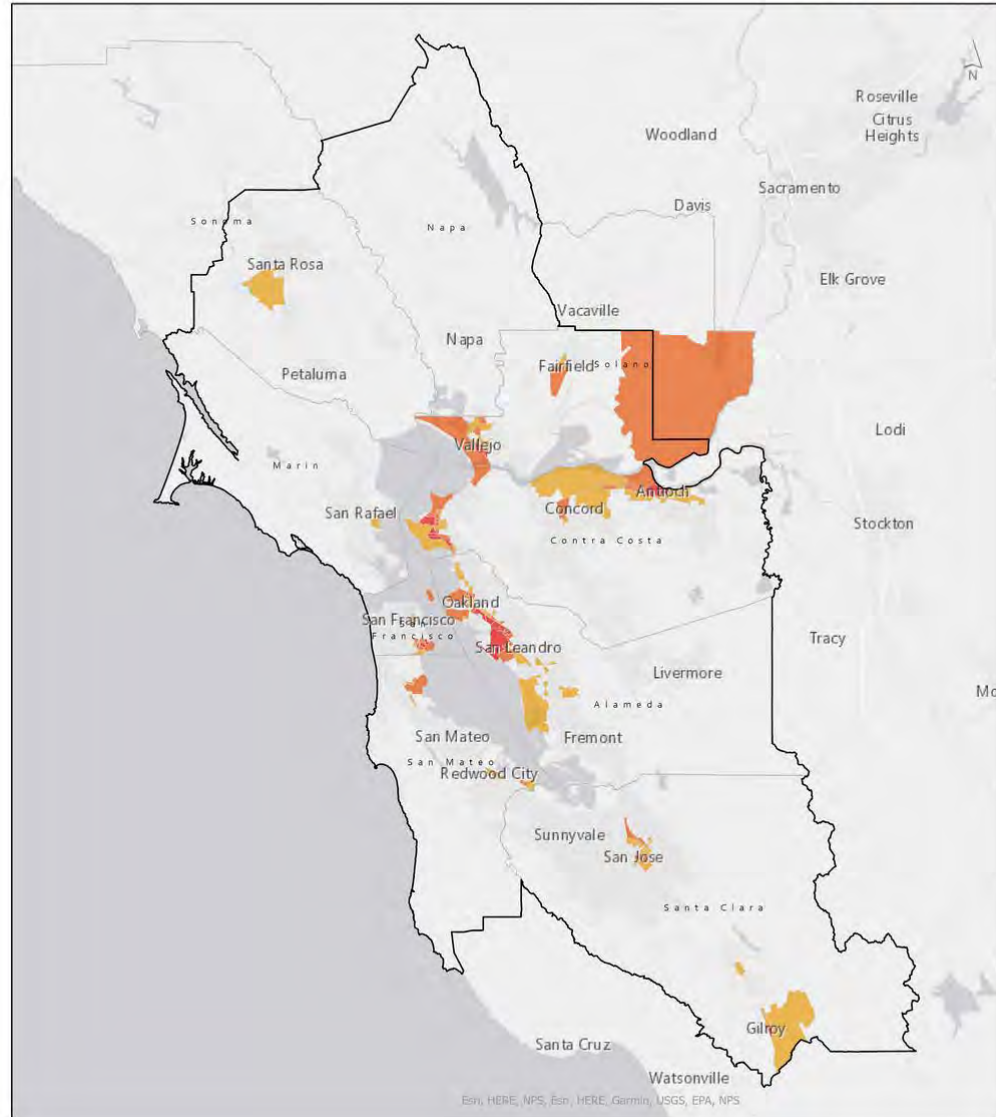 N
Roseville
Citrus
Heights
Woodland
Sacramento
Davis
Sonoma
Napa
Elk Grove
Santa Rosa
Vacaville
Napa
Fairfield
Solano
Petaluma
Lodi
Vallejo
Marin
Antioch
San Rafael
Concord
Stockton
Contra Costa
Oakland
San Francisco
San
Francisco
Tracy
San Leandro
Livermore
Mo
Alameda
San Mateo
Fremont
San Mateo
Redwood City
Sunnyvale
San Jose
Santa Clara
Gilroy
Santa Cruz
Watsonville
Esri, HERE, NPS, Esri, HERE, Garmin, USGS, EPA, NPS